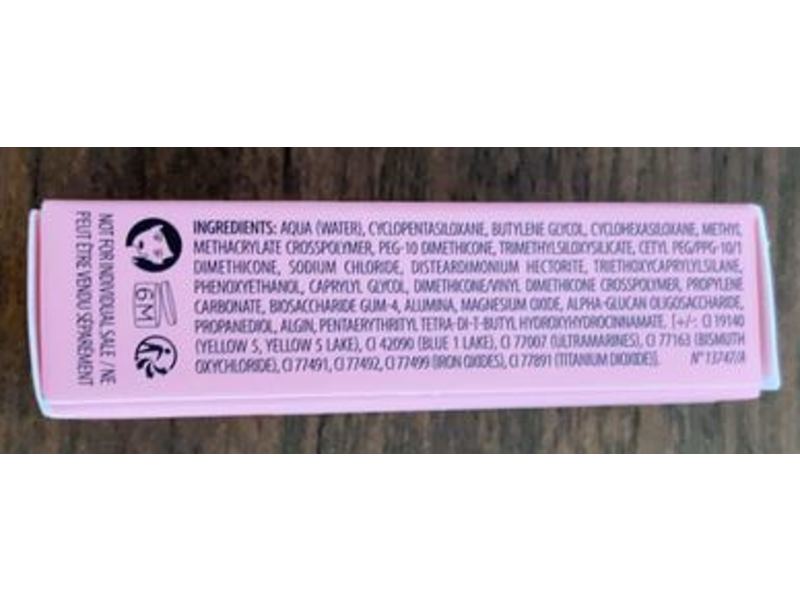 NOT FOR INDIVIDUAL SALE / NE
PEUT ÊTRE VENDU SÉPARÉMENT
6M
INGREDIENTS: AQUA (WATER), CYCLOPENTASILOXANE, BUTYLENE GLYCOL, CYCLOHEXASILOXANE, METHYL
METHACRYLATE CROSSPOLYMER, PEG-10 DIMETHICONE, TRIMETHYLSILOXYSILICATE, CETYL PEG/PPG-10/1
DIMETHICONE, SODIUM CHLORIDE, DISTEARDIMONIUM HECTORITE, TRIETHOXYCAPRYLYLSILANE,
PHENOXYETHANOL, CAPRYLYL GLYCOL, DIMETHICONE/VINYL DIMETHICONE CROSSPOLYMER, PROPYLENE
CARBONATE, BIOSACCHARIDE GUM-4, ALUMINA, MAGNESIUM OXIDE, ALPHA-GLUCAN OLIGOSACCHARIDE,
PROPANEDIOL, ALGIN, PENTAERYTHRITYL TETRA-DI-T-BUTYL HYDROXYHYDROCINNAMATE. [+/-: CI 19140
(YELLOW 5, YELLOW 5 LAKE), CI 42090 (BLUE 1 LAKE), CI 77007 (ULTRAMARINES), CI 77163 (BISMUTH
OXYCHLORIDE), CI 77491, CI 77492, CI 77499 (IRON OXIDES), CI 77891 (TITANIUM DIOXIDE)]. N° 13747/A